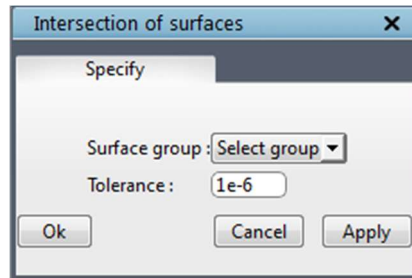 Intersection of surfaces ×
Specify
Surface group : Select group
Tolerance : 1e-6
Ok Cancel Apply